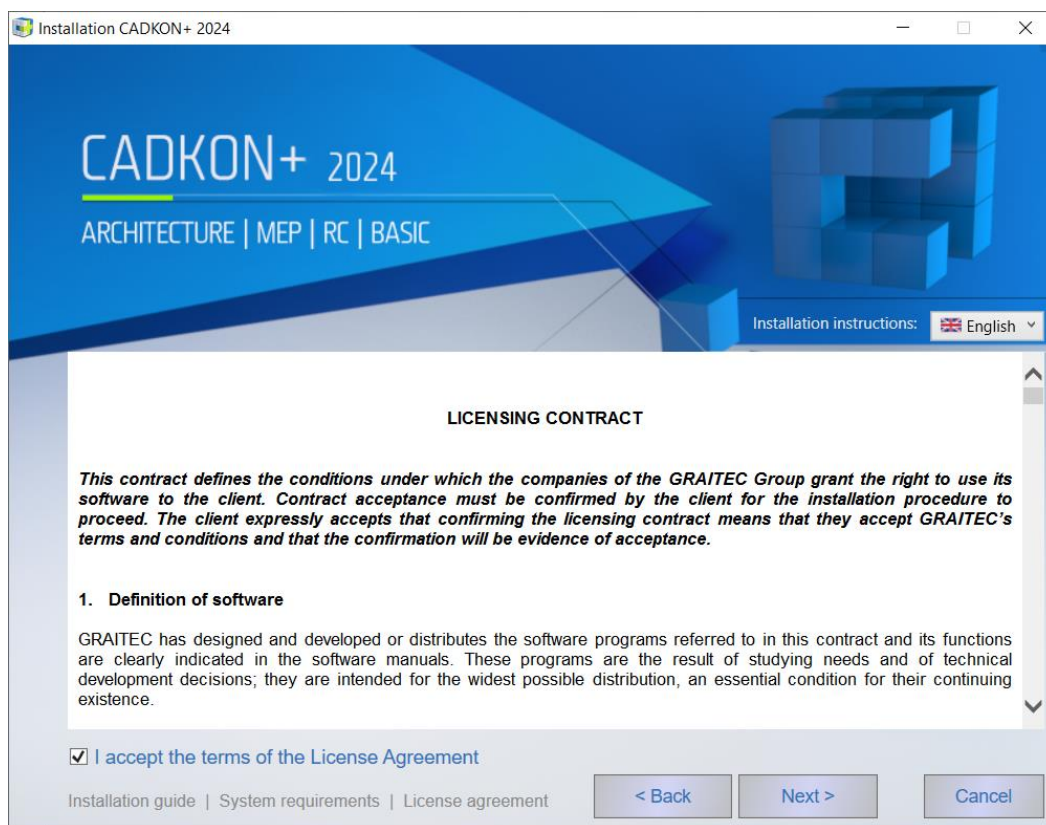 Installation CADKON+ 2024
CADKON+ 2024
ARCHITECTURE | MEP | RC | BASIC
Installation instructions: English
LICENSING CONTRACT
This contract defines the conditions under which the companies of the GRAITEC Group grant the right to use its
software to the client. Contract acceptance must be confirmed by the client for the installation procedure to
proceed. The client expressly accepts that confirming the licensing contract means that they accept GRAITEC's
terms and conditions and that the confirmation will be evidence of acceptance.
1. Definition of software
GRAITEC has designed and developed or distributes the software programs referred to in this contract and its functions
are clearly indicated in the software manuals. These programs are the result of studying needs and of technical
development decisions; they are intended for the widest possible distribution, an essential condition for their continuing
existence.
I accept the terms of the License Agreement
Installation guide | System requirements | License agreement
< Back Next > Cancel